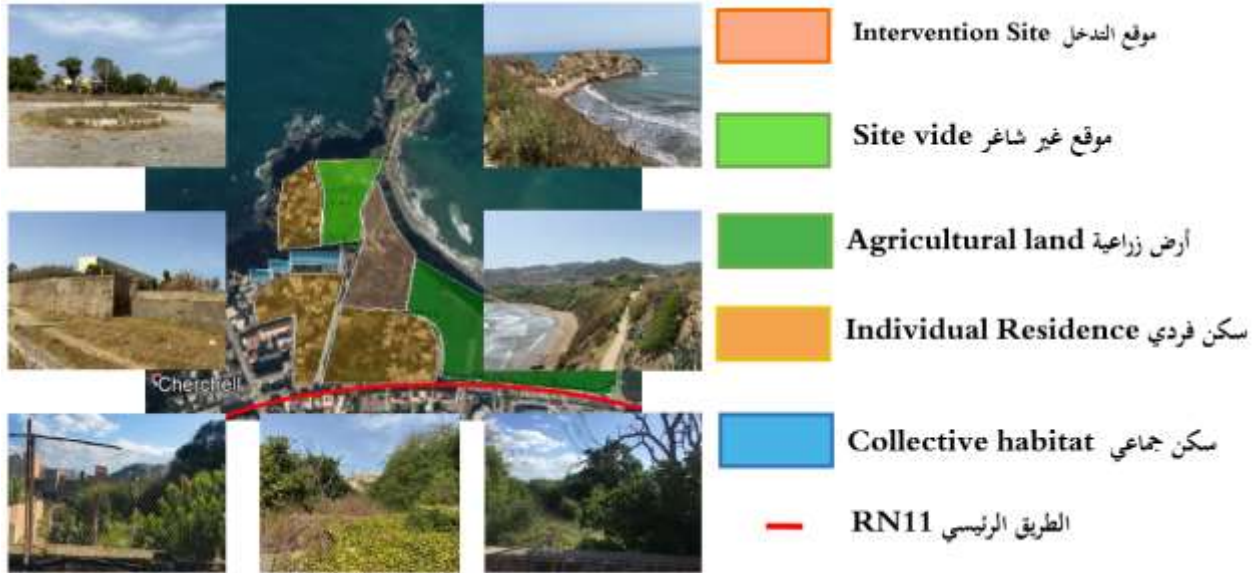 Intervention Site موقع التدخل
Site vide موقع غير شاغر
Agricultural land أرض زراعية
Individual Residence سكن فردي
Collective habitat سكن جماعي
RN11 الطريق الرئيسي
Cherchell